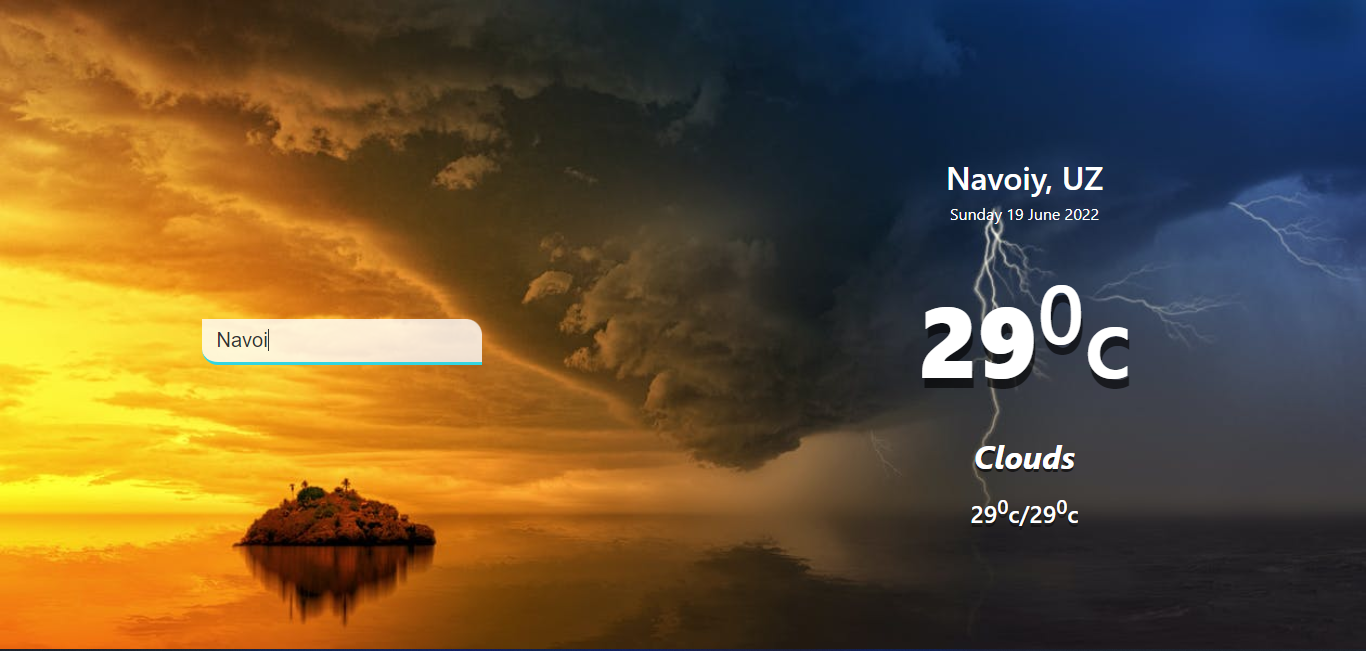 Navoi
Navoiy, UZ
Sunday 19 June 2022
29⁰c
Clouds
29⁰c/29⁰c